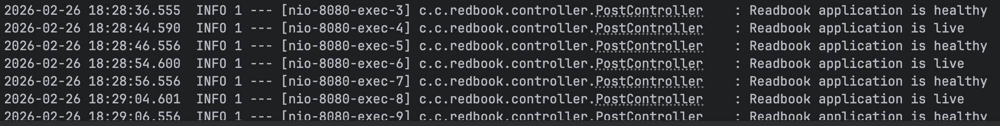 2026-02-26 18:28:36.555  INFO 1 --- [nio-8080-exec-3] c.c.redbook.controller.PostController    : Readbook application is healthy
2026-02-26 18:28:44.590  INFO 1 --- [nio-8080-exec-4] c.c.redbook.controller.PostController    : Readbook application is live
2026-02-26 18:28:46.556  INFO 1 --- [nio-8080-exec-5] c.c.redbook.controller.PostController    : Readbook application is healthy
2026-02-26 18:28:54.600  INFO 1 --- [nio-8080-exec-6] c.c.redbook.controller.PostController    : Readbook application is live
2026-02-26 18:28:56.556  INFO 1 --- [nio-8080-exec-7] c.c.redbook.controller.PostController    : Readbook application is healthy
2026-02-26 18:29:04.601  INFO 1 --- [nio-8080-exec-8] c.c.redbook.controller.PostController    : Readbook application is live
2026-02-26 18:29:06.556  INFO 1 --- [nio-8080-exec-9] c.c.redbook.controller.PostController    : Readbook application is healthy